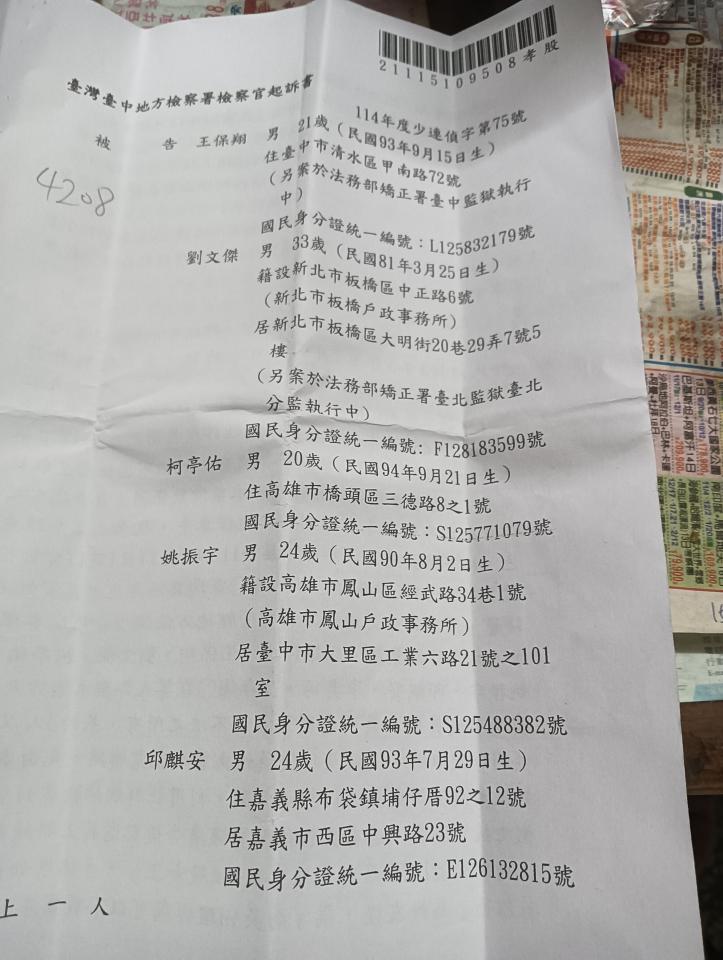 21115109508 孝股
臺灣臺中地方檢察署檢察官起訴書
114年度少連偵字第75號
被 告 王保翔 男 21歲(民國93年9月15日生)
住臺中市清水區甲南路72號
(另案於法務部矯正署臺中監獄執行
中)
國民身分證統一編號:L125832179號
劉文傑 男 33歲(民國81年3月25日生)
籍設新北市板橋區中正路6號
(新北市板橋戶政事務所)
居新北市板橋區大明街20巷29弄7號5
樓
(另案於法務部矯正署臺北監獄臺北
分監執行中)
國民身分證統一編號:F128183599號
柯亭佑 男 20歲(民國94年9月21日生)
住高雄市橋頭區三德路8之1號
國民身分證統一編號:S125771079號
姚振宇 男 24歲(民國90年8月2日生)
籍設高雄市鳳山區經武路34巷1號
(高雄市鳳山戶政事務所)
居臺中市大里區工業六路21號之101
室
國民身分證統一編號:S125488382號
邱麒安 男 24歲(民國93年7月29日生)
住嘉義縣布袋鎮埔仔厝92之12號
居嘉義市西區中興路23號
國民身分證統一編號:E126132815號
上 一 人
4208